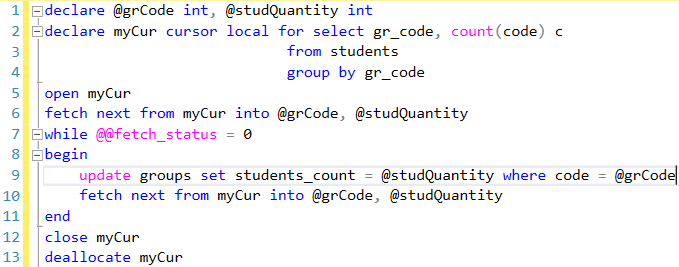 1 declare @grCode int, @studQuantity int
2 declare myCur cursor local for select gr_code, count(code) c
3 from students
4 group by gr_code
5 open myCur
6 fetch next from myCur into @grCode, @studQuantity
7 while @@fetch_status = 0
8 begin
9 update groups set students_count = @studQuantity where code = @grCode
10 fetch next from myCur into @grCode, @studQuantity
11 end
12 close myCur
13 deallocate myCur